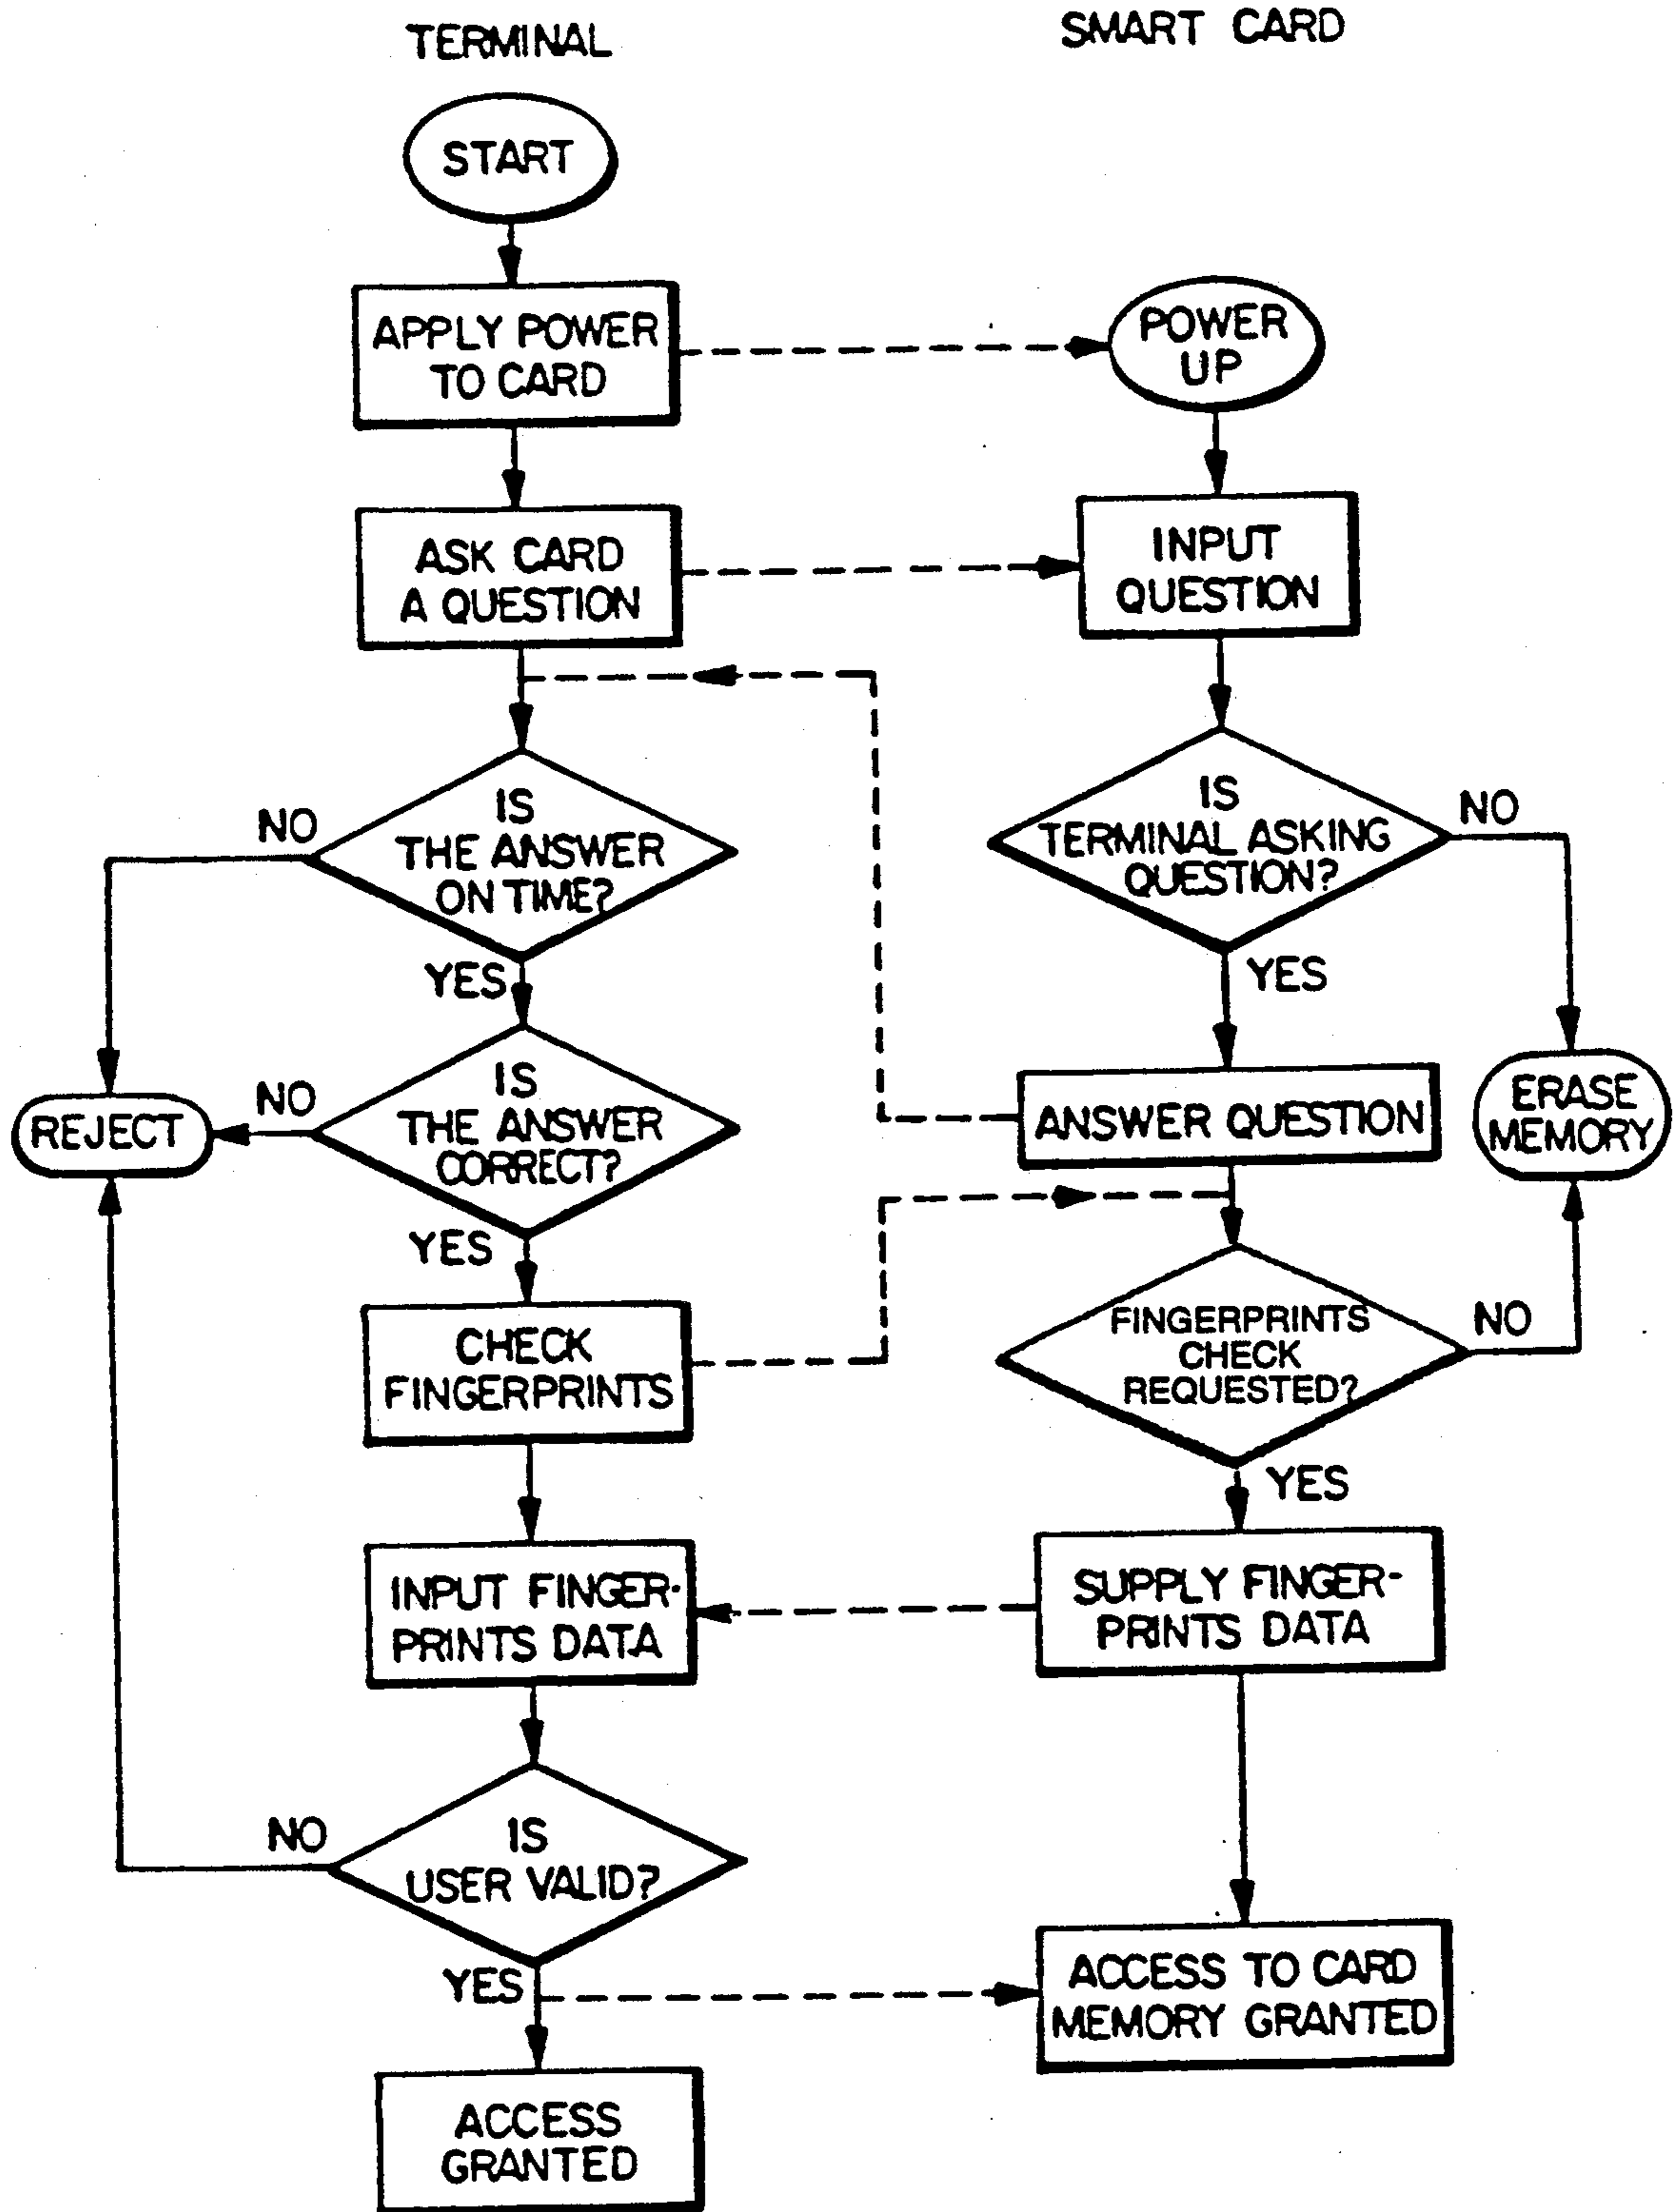 TERMINAL
SMART CARD
START
APPLY POWER
TO CARD
POWER
UP
ASK CARD
A QUESTION
INPUT
QUESTION
IS
THE ANSWER
ON TIME?
NO
YES
IS
TERMINAL ASKING
QUESTION?
NO
YES
IS
THE ANSWER
CORRECT?
NO
YES
REJECT
ANSWER QUESTION
ERASE
MEMORY
CHECK
FINGERPRINTS
FINGERPRINTS
CHECK
REQUESTED?
NO
YES
INPUT FINGER-
PRINTS DATA
SUPPLY FINGER-
PRINTS DATA
IS
USER VALID?
NO
YES
ACCESS TO CARD
MEMORY GRANTED
ACCESS
GRANTED